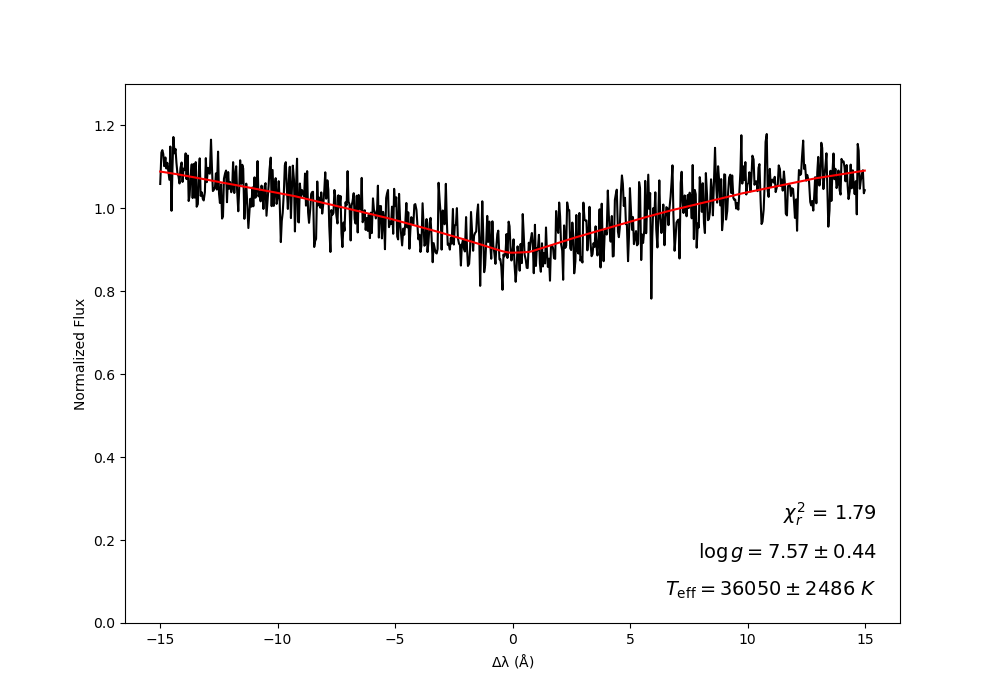 1.2
1.0
0.8
0.6
0.4
0.2
0.0
Normalized Flux
χ²ᵣ = 1.79
log g = 7.57 ± 0.44
T_eff = 36050 ± 2486 K
−15 −10 −5 0 5 10 15
Δλ (Å)